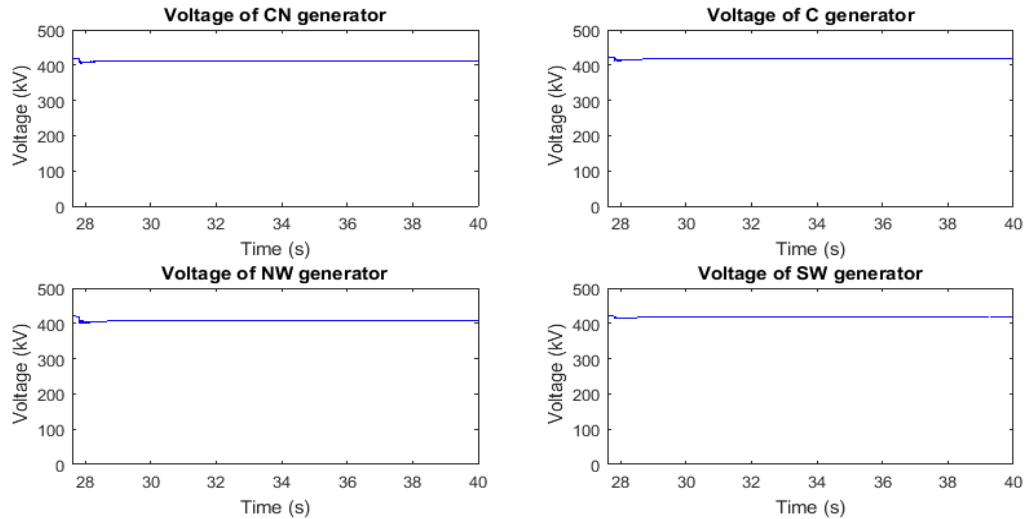 Voltage of CN generator
500
400
300
200
100
0
Voltage (kV)
28 30 32 34 36 38 40
Time (s)
Voltage of C generator
500
400
300
200
100
0
Voltage (kV)
28 30 32 34 36 38 40
Time (s)
Voltage of NW generator
500
400
300
200
100
0
Voltage (kV)
28 30 32 34 36 38 40
Time (s)
Voltage of SW generator
500
400
300
200
100
0
Voltage (kV)
28 30 32 34 36 38 40
Time (s)